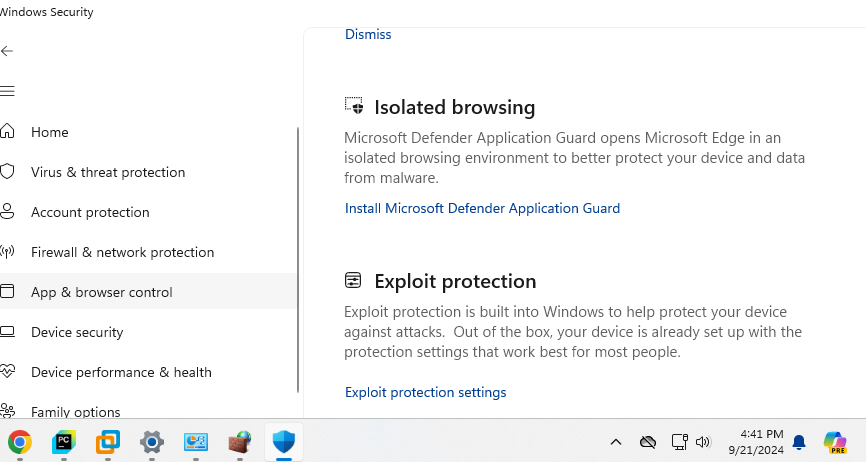 Windows Security
Dismiss
Home
Virus & threat protection
Account protection
Firewall & network protection
App & browser control
Device security
Device performance & health
Family options
Isolated browsing
Microsoft Defender Application Guard opens Microsoft Edge in an
isolated browsing environment to better protect your device and data
from malware.
Install Microsoft Defender Application Guard
Exploit protection
Exploit protection is built into Windows to help protect your device
against attacks.  Out of the box, your device is already set up with the
protection settings that work best for most people.
Exploit protection settings
PC
4:41 PM
9/21/2024
PRE